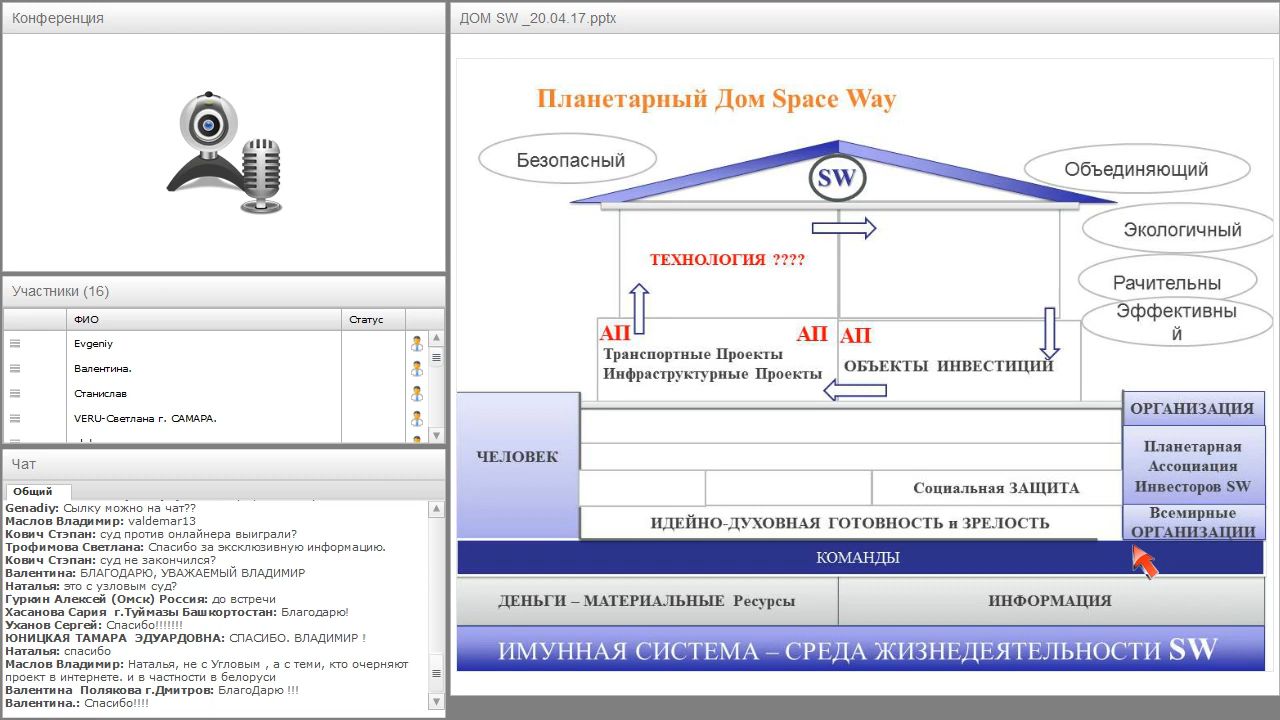 Конференция
Участники (16)
ФИО
Статус
Evgeniy
Валентина.
Станислав
VERU-Светлана г. САМАРА.
Чат
Общий
Genadiy: Сылку можно на чат??
Маслов Владимир: valdemar13
Кович Стэпан: суд против онлайнера выиграли?
Трофимова Светлана: Спасибо за эксклюзивную информацию.
Кович Стэпан: суд не закончился?
Валентина: БЛАГОДАРЮ, УВАЖАЕМЫЙ ВЛАДИМИР
Наталья: это с узловым суд?
Гуркин Алексей (Омск) Россия: до встречи
Хасанова Сария г.Туймазы Башкортостан: Благодарю!
Уханов Сергей: Спасибо!!!!!!!
ЮНИЦКАЯ ТАМАРА ЭДУАРДОВНА: СПАСИБО. ВЛАДИМИР !
Наталья: спасибо
Маслов Владимир: Наталья, не с Угловым , а с теми, кто очерняют
проект в интернете. и в частности в белоруси
Валентина Полякова г.Дмитров: БлагоДарю !!!
Валентина.: Спасибо!!!!
ДОМ SW _20.04.17.pptx
Планетарный Дом Space Way
Безопасный
SW
Объединяющий
Экологичный
Рачительны
Эффективны
й
ТЕХНОЛОГИЯ ????
АП
АП
АП
Транспортные Проекты
Инфраструктурные Проекты
ОБЪЕКТЫ ИНВЕСТИЦИЙ
ЧЕЛОВЕК
ОРГАНИЗАЦИЯ
Планетарная
Ассоциация
Инвесторов SW
Социальная ЗАЩИТА
ИДЕЙНО-ДУХОВНАЯ ГОТОВНОСТЬ и ЗРЕЛОСТЬ
Всемирные
ОРГАНИЗАЦИИ
КОМАНДЫ
ДЕНЬГИ – МАТЕРИАЛЬНЫЕ Ресурсы
ИНФОРМАЦИЯ
ИМУННАЯ СИСТЕМА – СРЕДА ЖИЗНЕДЕЯТЕЛЬНОСТИ SW